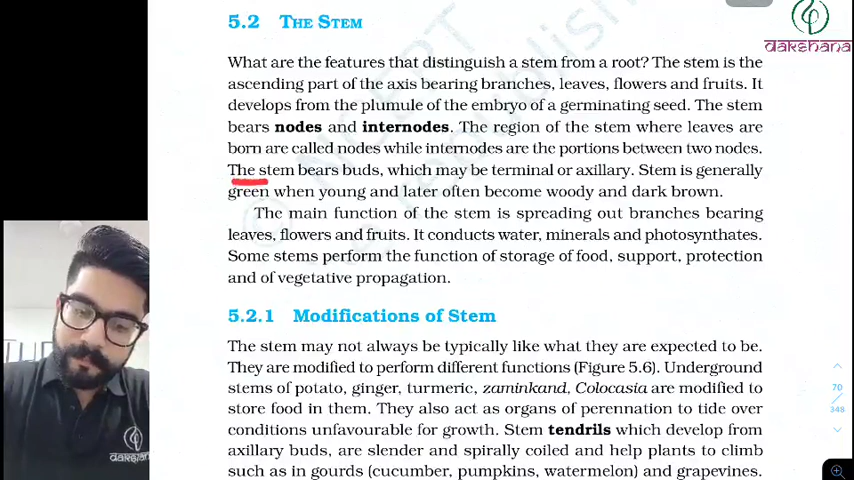 5.2 THE STEM
dakshana
What are the features that distinguish a stem from a root? The stem is the
ascending part of the axis bearing branches, leaves, flowers and fruits. It
develops from the plumule of the embryo of a germinating seed. The stem
bears nodes and internodes. The region of the stem where leaves are
born are called nodes while internodes are the portions between two nodes.
The stem bears buds, which may be terminal or axillary. Stem is generally
green when young and later often become woody and dark brown.
The main function of the stem is spreading out branches bearing
leaves, flowers and fruits. It conducts water, minerals and photosynthates.
Some stems perform the function of storage of food, support, protection
and of vegetative propagation.
5.2.1 Modifications of Stem
The stem may not always be typically like what they are expected to be.
They are modified to perform different functions (Figure 5.6). Underground
stems of potato, ginger, turmeric, zaminkand, Colocasia are modified to
store food in them. They also act as organs of perennation to tide over
conditions unfavourable for growth. Stem tendrils which develop from
axillary buds, are slender and spirally coiled and help plants to climb
such as in gourds (cucumber, pumpkins, watermelon) and grapevines.
70
/
348
dakshana